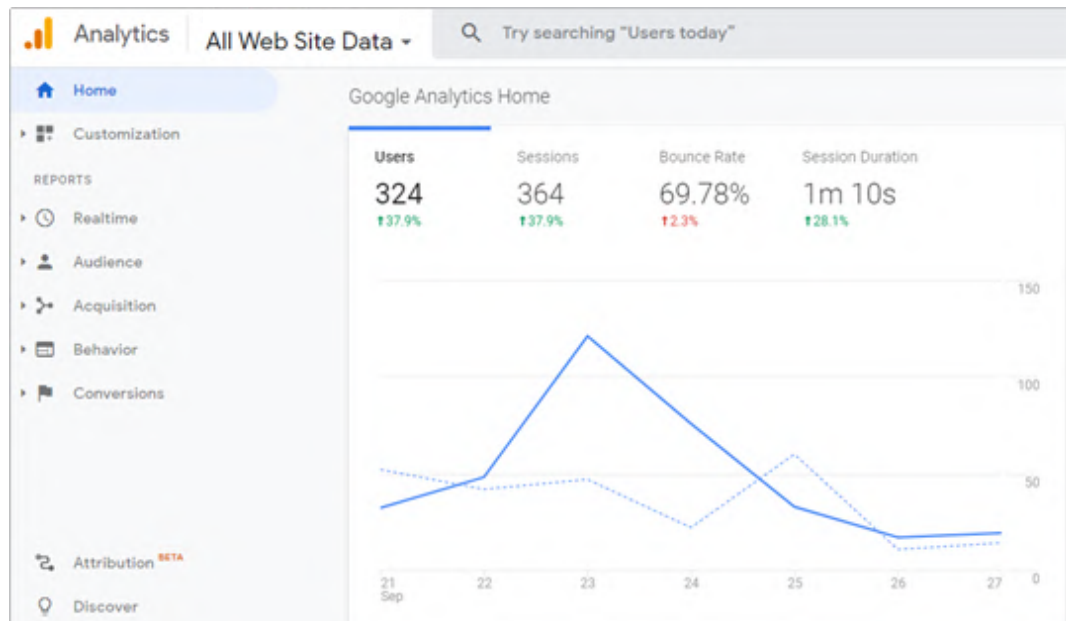 Analytics
All Web Site Data
Try searching "Users today"
Home
Customization
REPORTS
Realtime
Audience
Acquisition
Behavior
Conversions
Attribution BETA
Discover
Google Analytics Home
Users
324
↑37.9%
Sessions
364
↑37.9%
Bounce Rate
69.78%
↑2.3%
Session Duration
1m 10s
↑28.1%
150
100
50
0
21
Sep
22
23
24
25
26
27